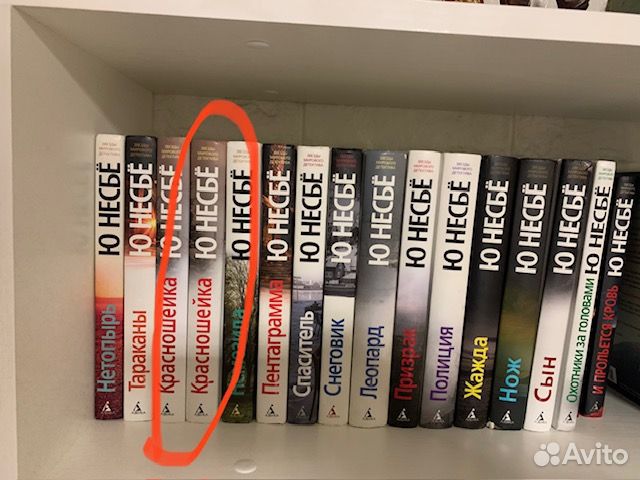 Ю НЕСБЁ Нетопырь
Ю НЕСБЁ Тараканы
Ю НЕСБЁ Красношейка
Ю НЕСБЁ Красношейка
Ю НЕСБЁ
Ю НЕСБЁ Пентаграмма
Ю НЕСБЁ Спаситель
Ю НЕСБЁ Снеговик
Ю НЕСБЁ Леопард
Ю НЕСБЁ Призрак
Ю НЕСБЁ Полиция
Ю НЕСБЁ Жажда
Ю НЕСБЁ Нож
Ю НЕСБЁ Сын
Ю НЕСБЁ Охотники за головами
Ю НЕСБЁ И ПРОЛЬЕТСЯ КРОВЬ
Avito